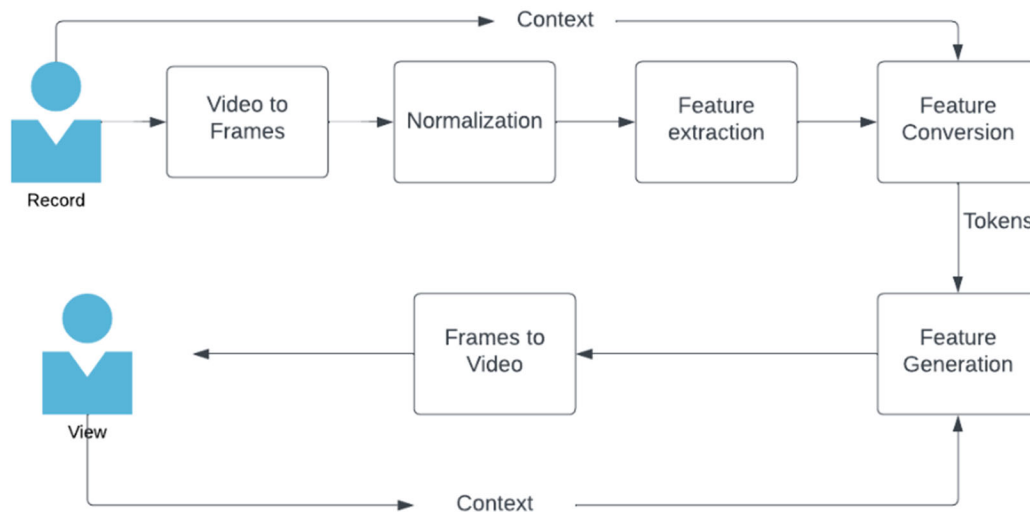 Context
Video to
Frames
Normalization
Feature
extraction
Feature
Conversion
Record
Tokens
Frames to
Video
Feature
Generation
View
Context